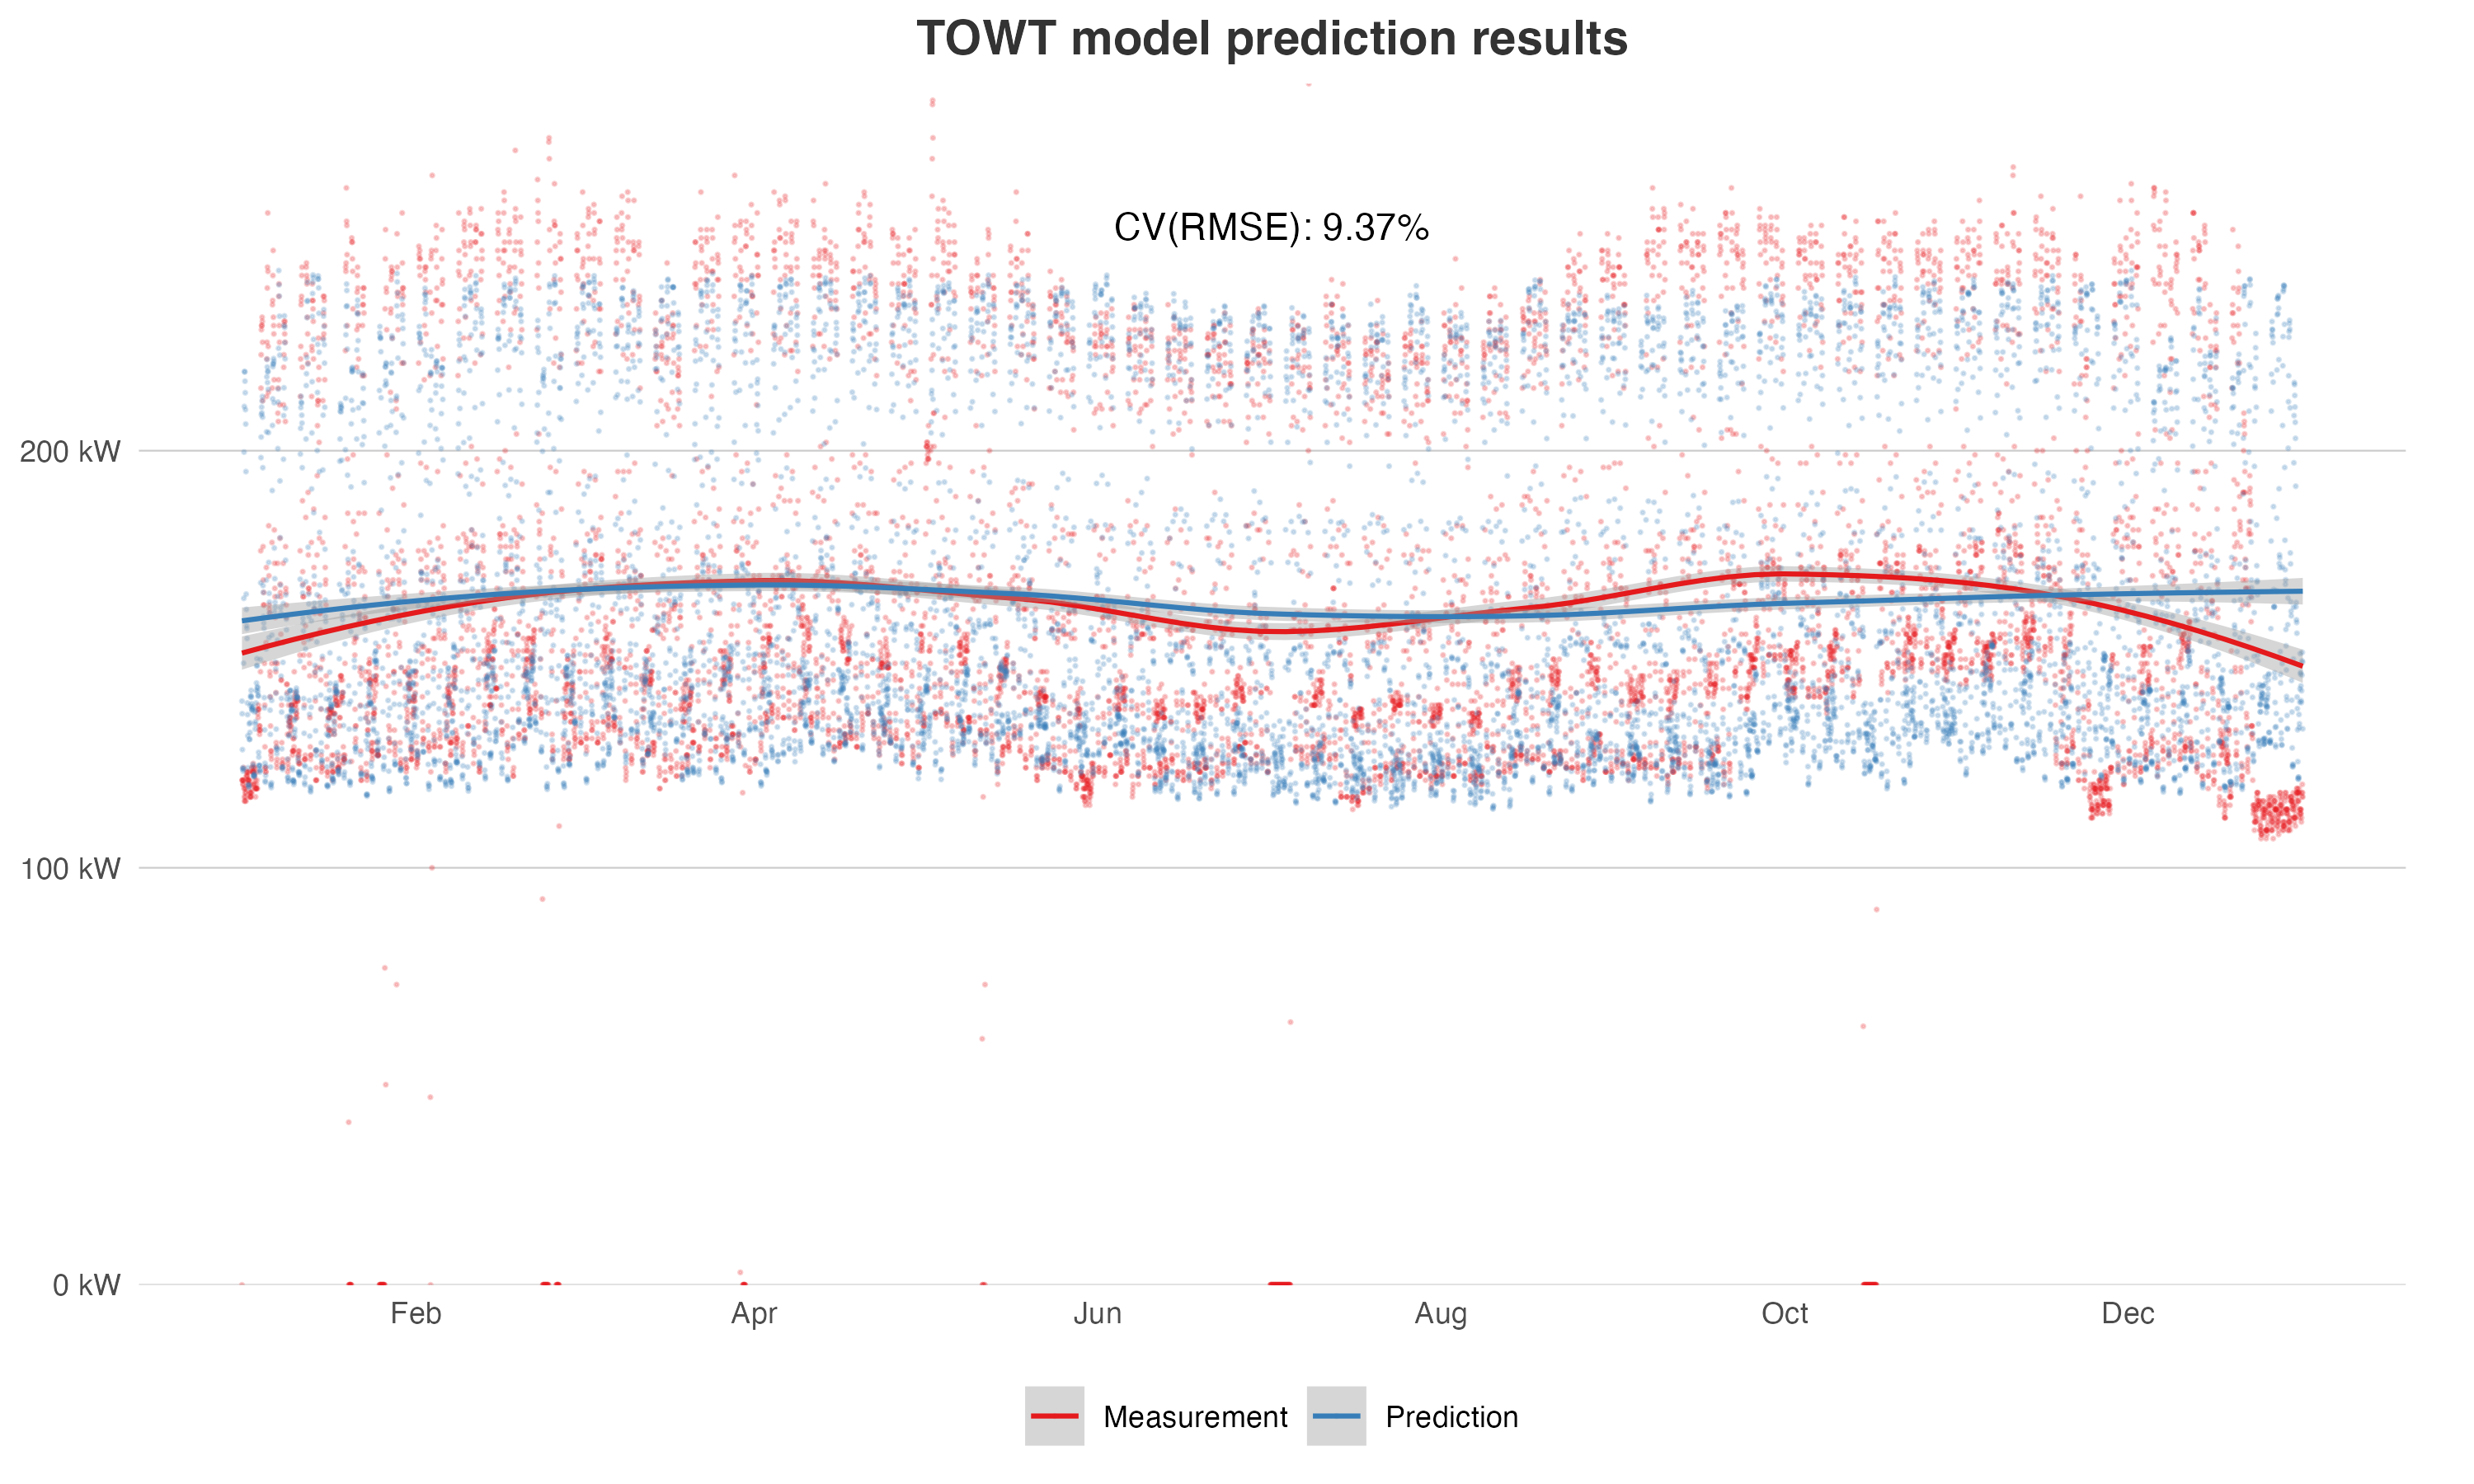 TOWT model prediction results
CV(RMSE): 9.37%
200 kW
100 kW
0 kW
Feb Apr Jun Aug Oct Dec
Measurement Prediction